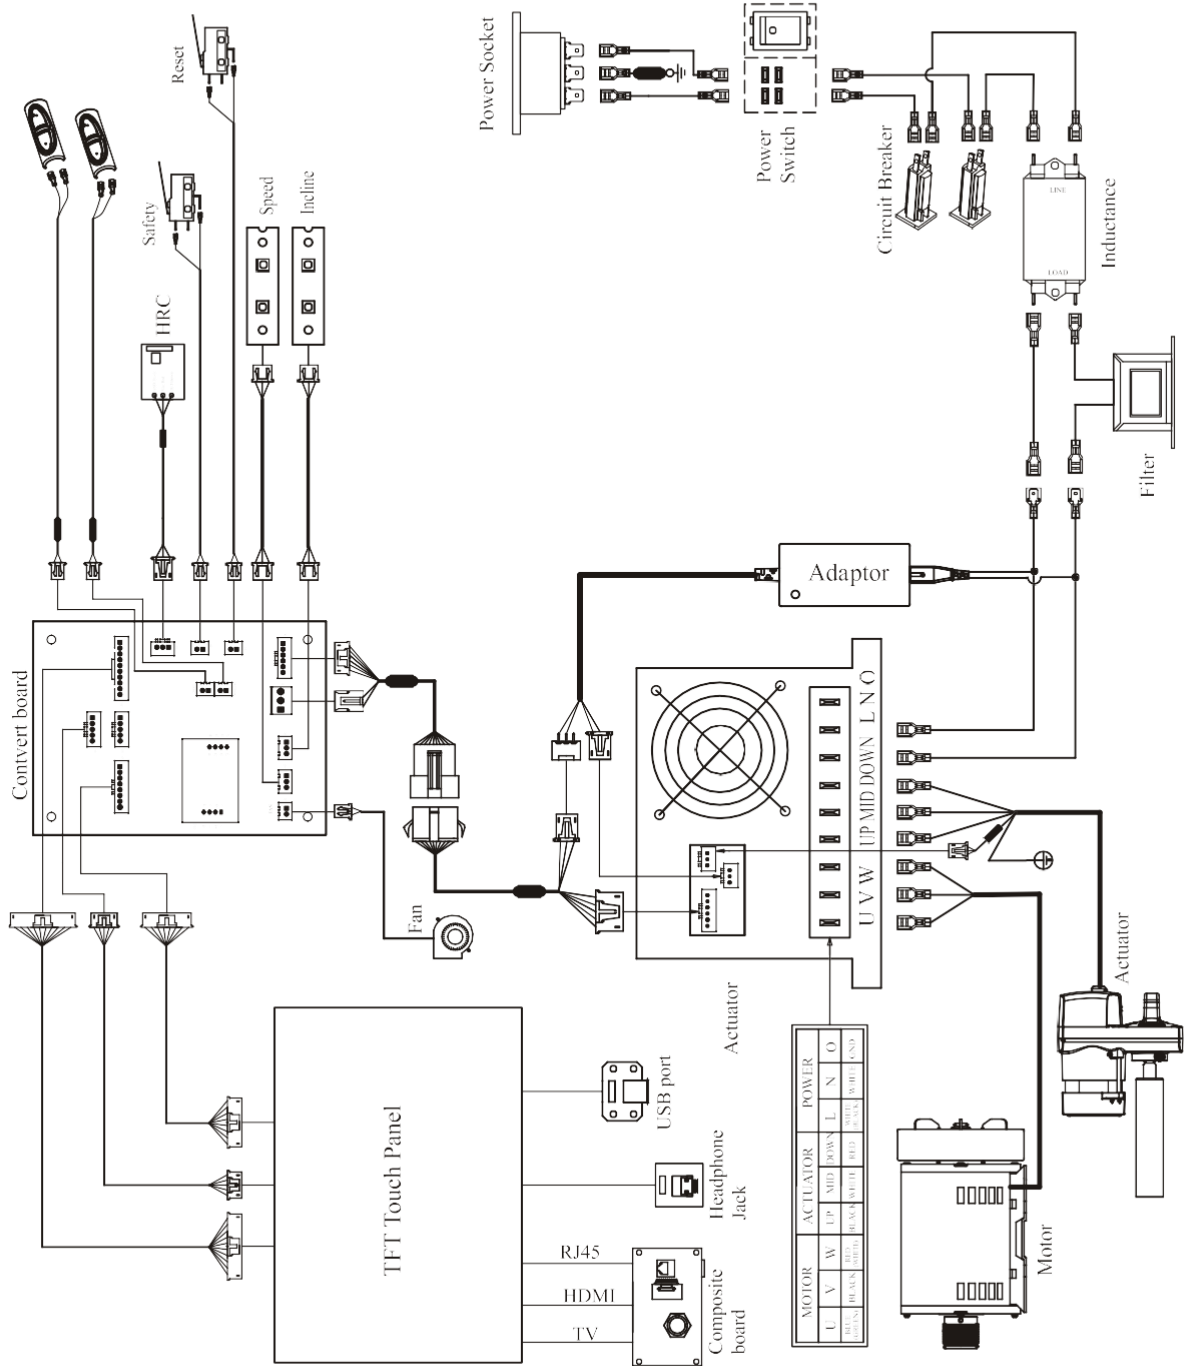 Reset
Safety
HRC
Speed
Incline
Contvert board
Power Socket
Power
Switch
Circuit Breaker
LINE
LOAD
Inductance
Filter
Adaptor
Fan
U V W UP MID DOWN L N O
Actuator
Actuator
Motor
TFT Touch Panel
USB port
Headphone
Jack
RJ45
HDMI
TV
Composite
board
MOTOR ACTUATOR POWER
U V W UP MID DOWN L N O
BLACK BLACK WHITE RED WHITE GND